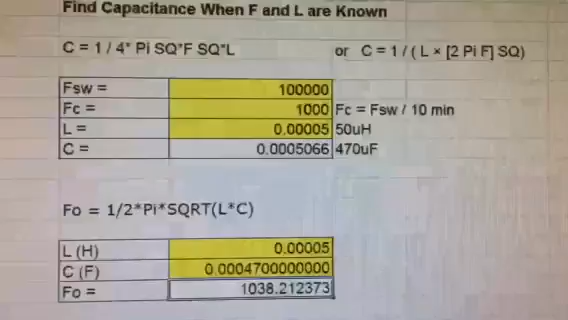 Find Capacitance When F and L are Known
C = 1 / 4* Pi SQ*F SQ*L or C = 1 / ( L × [2 Pi F] SQ)
Fsw = 100000
Fc = 1000 Fc = Fsw / 10 min
L = 0.00005 50uH
C = 0.0005066 470uF
Fo = 1/2*Pi*SQRT(L*C)
L (H) 0.00005
C (F) 0.0004700000000
Fo = 1038.212373